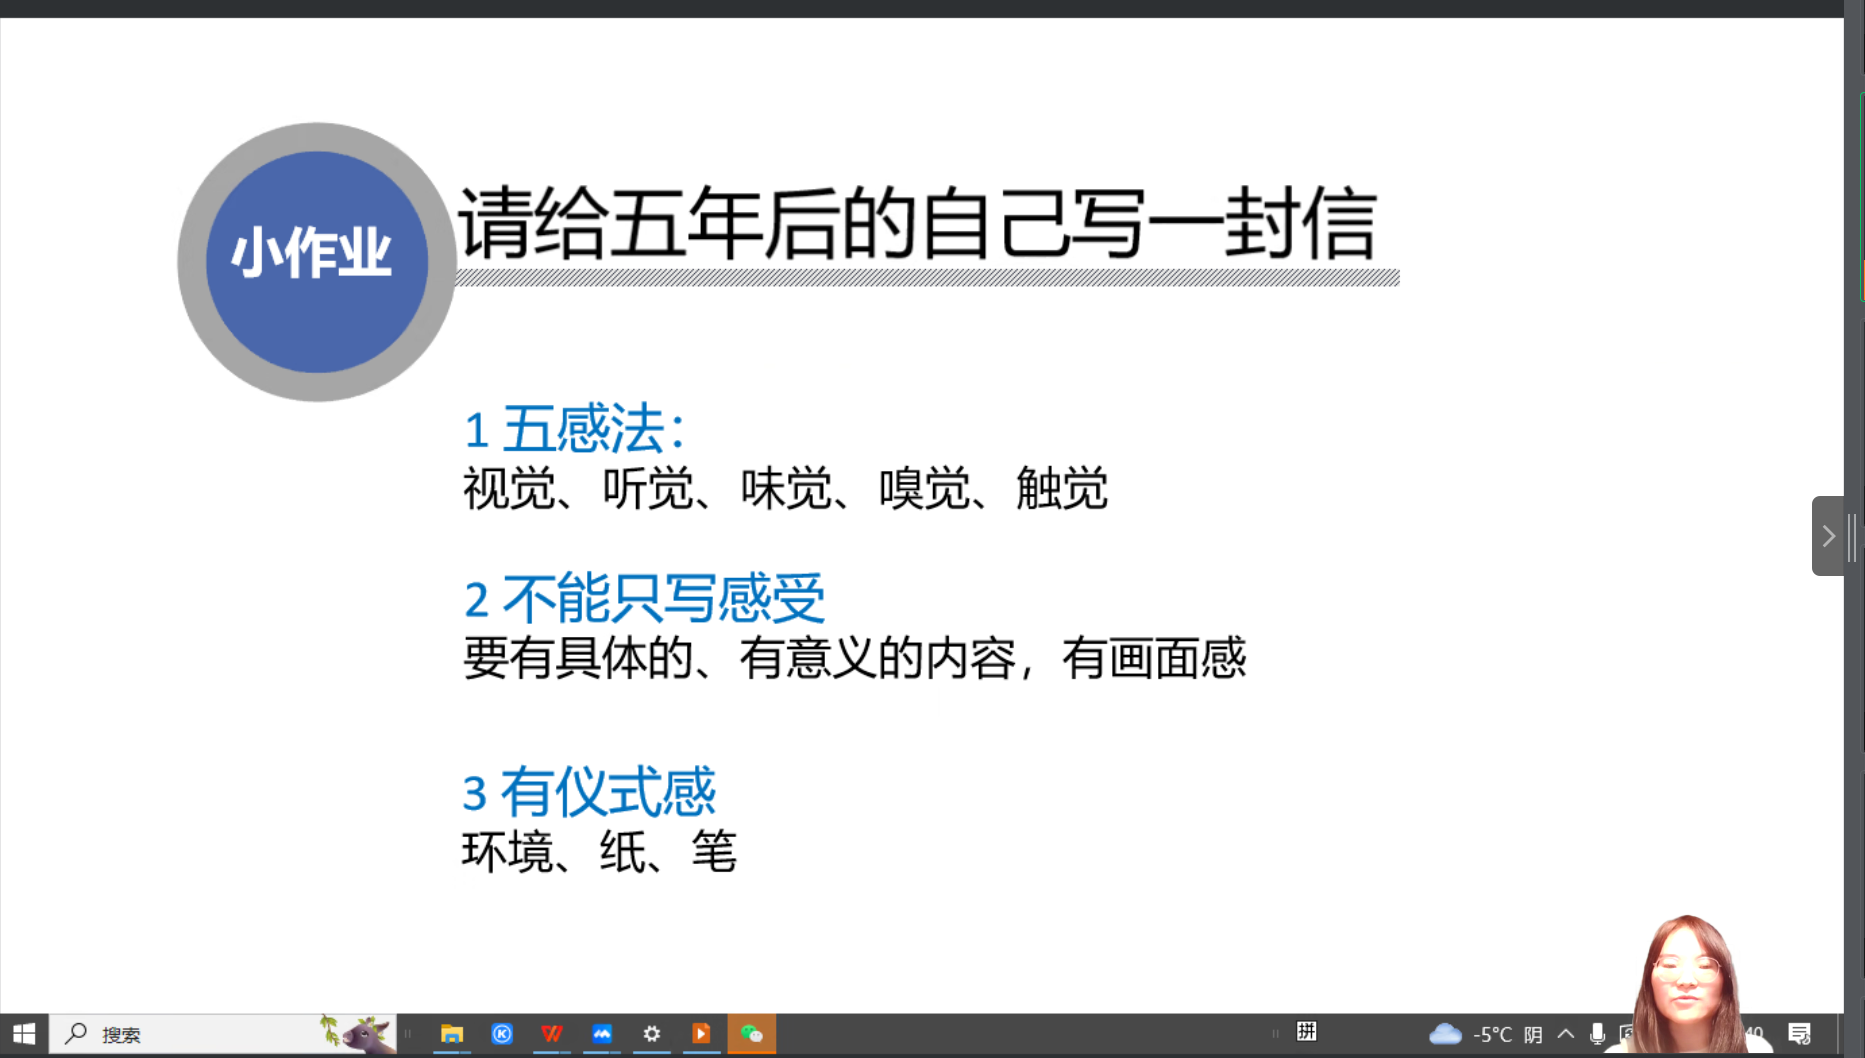 小作业
请给五年后的自己写一封信
1 五感法：
视觉、听觉、味觉、嗅觉、触觉
2 不能只写感受
要有具体的、有意义的内容，有画面感
3 有仪式感
环境、纸、笔
搜索
拼
-5°C 阴